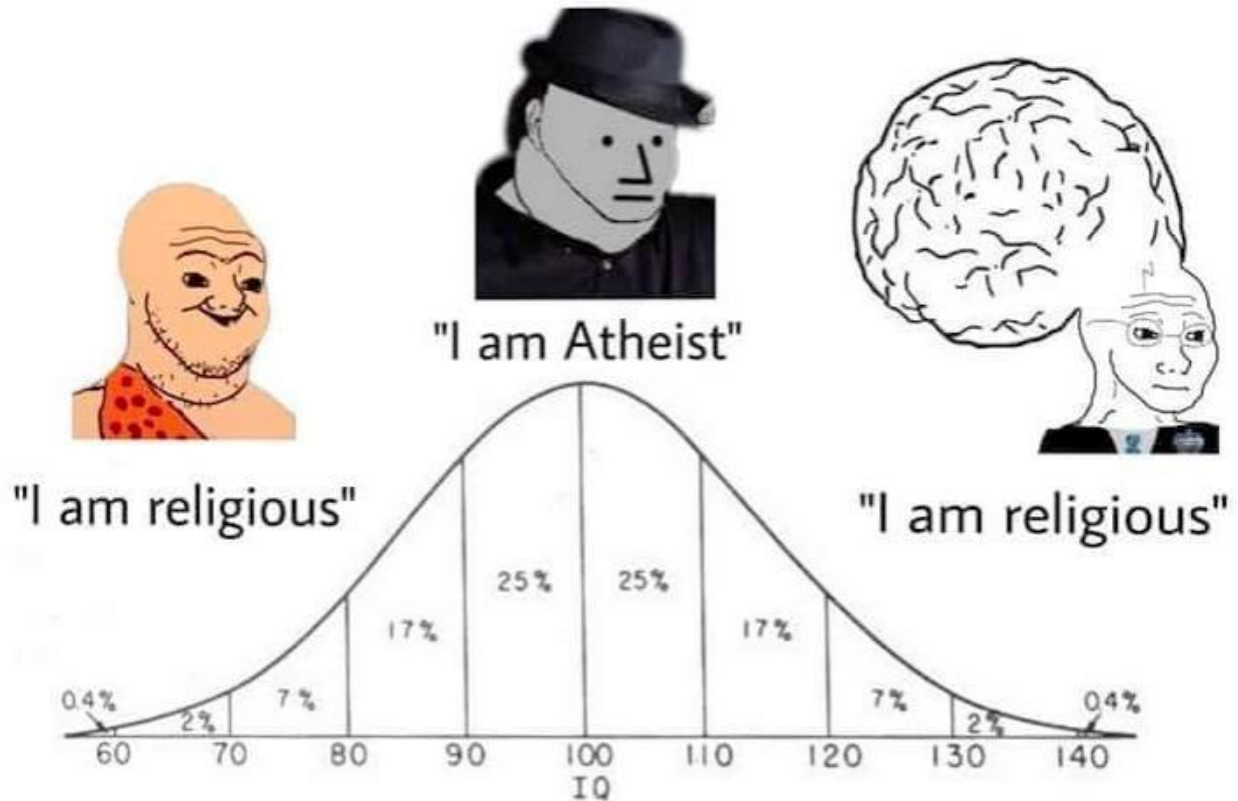 "I am Atheist"
"I am religious"
"I am religious"
25% 25%
17% 17%
0.4% 2% 7% 7% 2% 0.4%
60 70 80 90 100 110 120 130 140
IQ